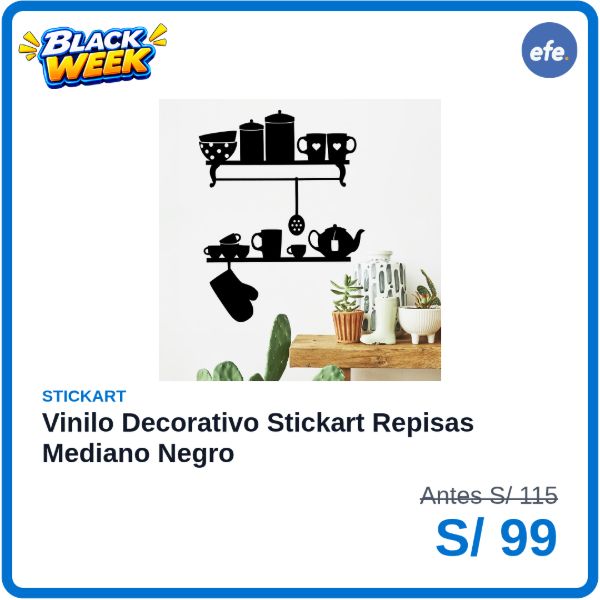 BLACK
WEEK
efe.
STICKART
Vinilo Decorativo Stickart Repisas
Mediano Negro
Antes S/ 115
S/ 99